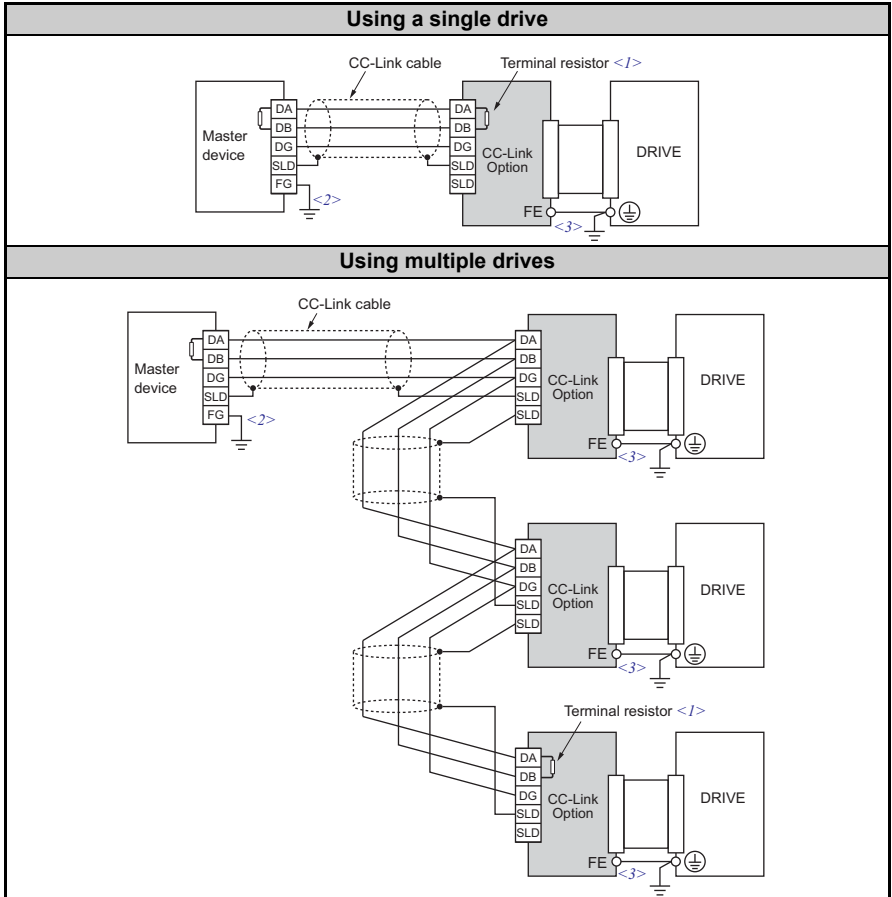 Using a single drive
CC-Link cable
Terminal resistor <1>
Master
device
DA
DB
DG
SLD
FG
<2>
DA
DB
DG
SLD
SLD
CC-Link
Option
FE
<3>
DRIVE
Using multiple drives
CC-Link cable
Master
device
DA
DB
DG
SLD
FG
<2>
DA
DB
DG
SLD
SLD
CC-Link
Option
FE
<3>
DRIVE
DA
DB
DG
SLD
SLD
CC-Link
Option
FE
<3>
DRIVE
Terminal resistor <1>
DA
DB
DG
SLD
SLD
CC-Link
Option
FE
<3>
DRIVE